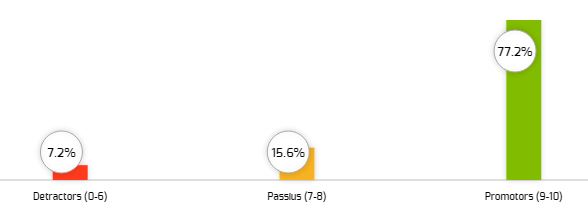 77.2%
7.2%
15.6%
Detractors (0-6)
Passius (7-8)
Promotors (9-10)